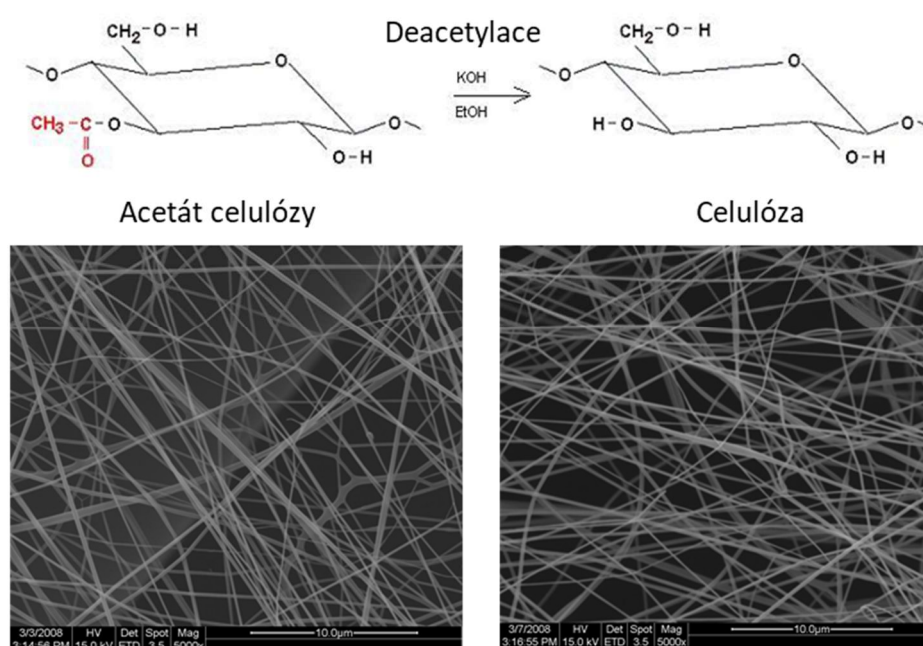 Deacetylace
CH₂-O-H
O
O
CH₃-C-O
O
O-H
O
KOH
EtOH
CH₂-O-H
O
O
H-O
O-H
O
Acetát celulózy
Celulóza
3/3/2008 HV Det Spot Mag 10.0µm
3:14:56 PM 15.0 kV ETD 3.5 5000x
3/7/2008 HV Det Spot Mag 10.0µm
3:16:55 PM 15.0 kV ETD 3.5 5000x